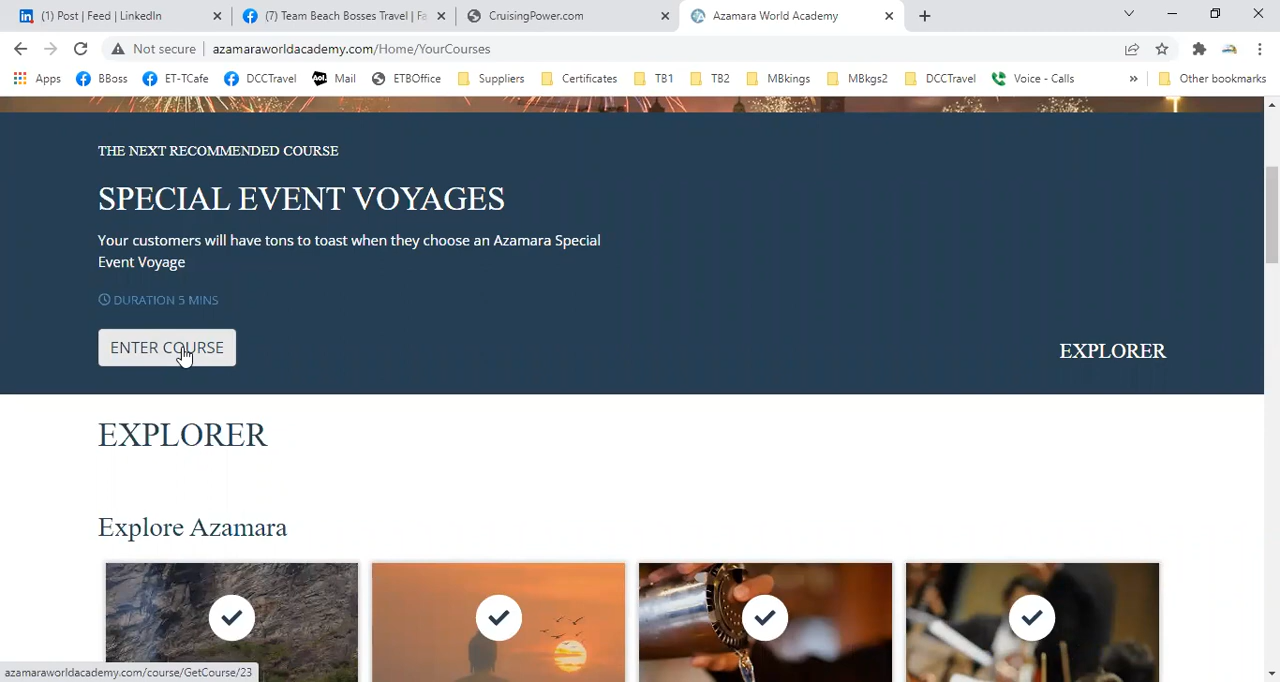 (1) Post | Feed | LinkedIn
(7) Team Beach Bosses Travel | Fa
CruisingPower.com
Azamara World Academy
Not secure
azamaraworldacademy.com/Home/YourCourses
Apps
BBoss
ET-TCafe
DCCTravel
Aol.
Mail
ETBOffice
Suppliers
Certificates
TB1
TB2
MBkings
MBkgs2
DCCTravel
Voice - Calls
»
Other bookmarks
THE NEXT RECOMMENDED COURSE
SPECIAL EVENT VOYAGES
Your customers will have tons to toast when they choose an Azamara Special
Event Voyage
DURATION 5 MINS
ENTER COURSE
EXPLORER
EXPLORER
Explore Azamara
azamaraworldacademy.com/course/GetCourse/23